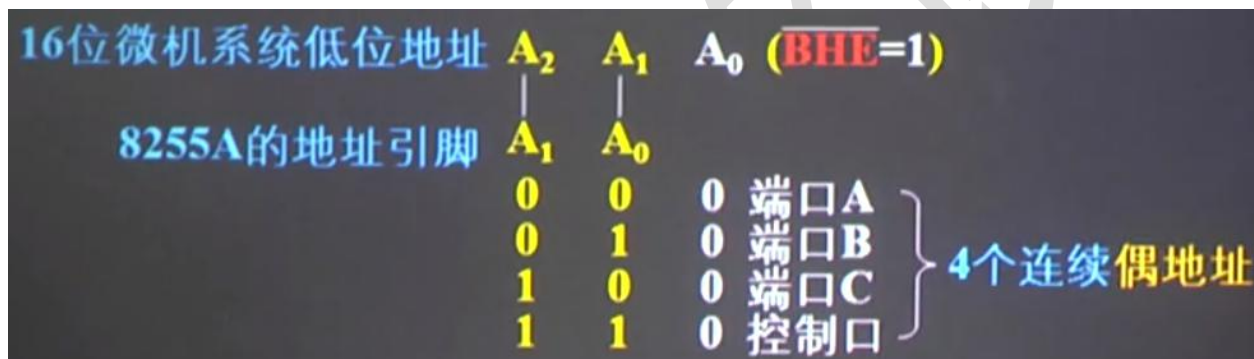 16位微机系统低位地址 A₂ A₁ A₀ (B̅H̅E̅=1)
8255A的地址引脚 A₁ A₀
0 0 0 端口A
0 1 0 端口B
1 0 0 端口C
1 1 0 控制口
4个连续偶地址